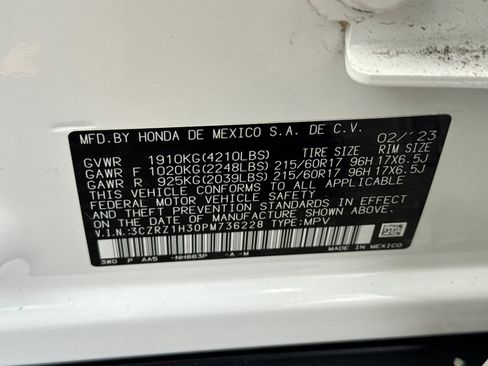 MFD.BY HONDA DE MEXICO S.A. DE C.V. 02/'23
TIRE SIZE RIM SIZE
GVWR 1910KG(4210LBS)
GAWR F 1020KG(2248LBS) 215/60R17 96H 17X6.5J
GAWR R 925KG(2039LBS) 215/60R17 96H 17X6.5J
THIS VEHICLE CONFORMS TO ALL APPLICABLE
FEDERAL MOTOR VEHICLE SAFETY, BUMPER,
AND THEFT PREVENTION STANDARDS IN EFFECT
ON THE DATE OF MANUFACTURE SHOWN ABOVE.
V.I.N.:3CZRZ1H30PM736228 TYPE:MPV
3W0 P AA5 -NH883P -A-M
MADE IN MEXICO